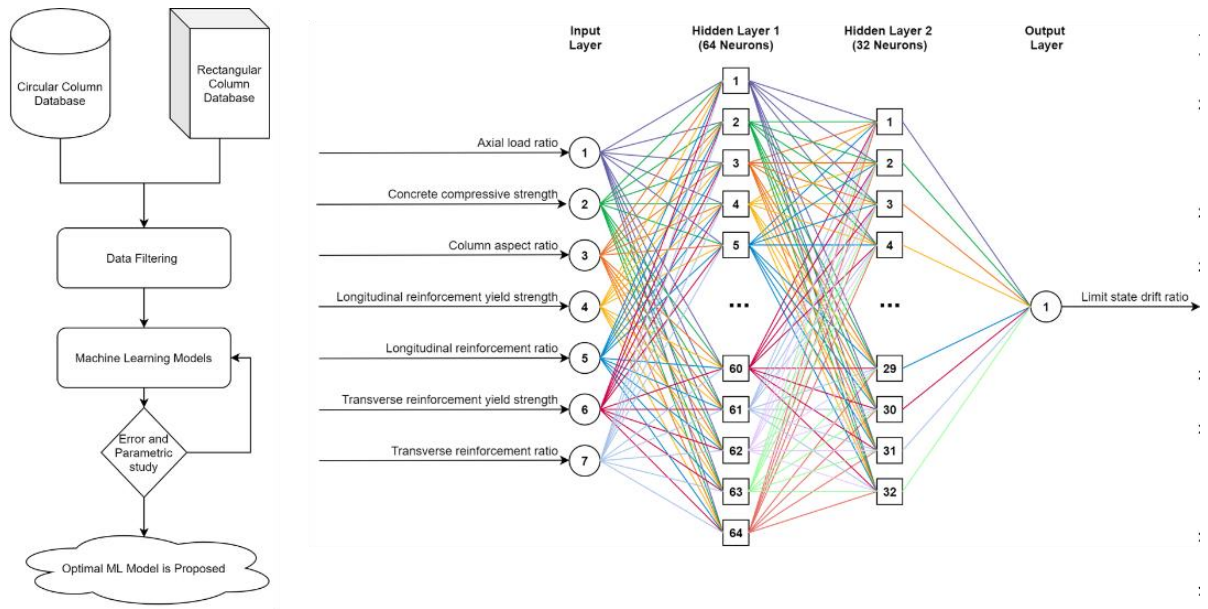 Circular Column
Database
Rectangular
Column
Database
Data Filtering
Machine Learning Models
Error and
Parametric
study
Optimal ML Model is Proposed
Input
Layer
Hidden Layer 1
(64 Neurons)
Hidden Layer 2
(32 Neurons)
Output
Layer
Axial load ratio
Concrete compressive strength
Column aspect ratio
Longitudinal reinforcement yield strength
Longitudinal reinforcement ratio
Transverse reinforcement yield strength
Transverse reinforcement ratio
1
2
3
4
5
6
7
1
2
3
4
5
...
60
61
62
63
64
1
2
3
4
...
29
30
31
32
1
Limit state drift ratio